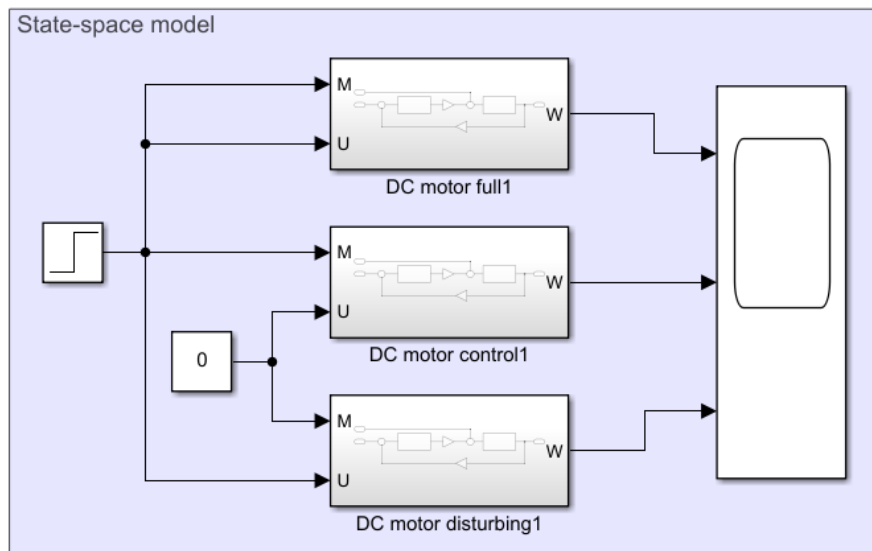 State-space model
M
U
W
DC motor full1
M
U
W
DC motor control1
0
M
U
W
DC motor disturbing1